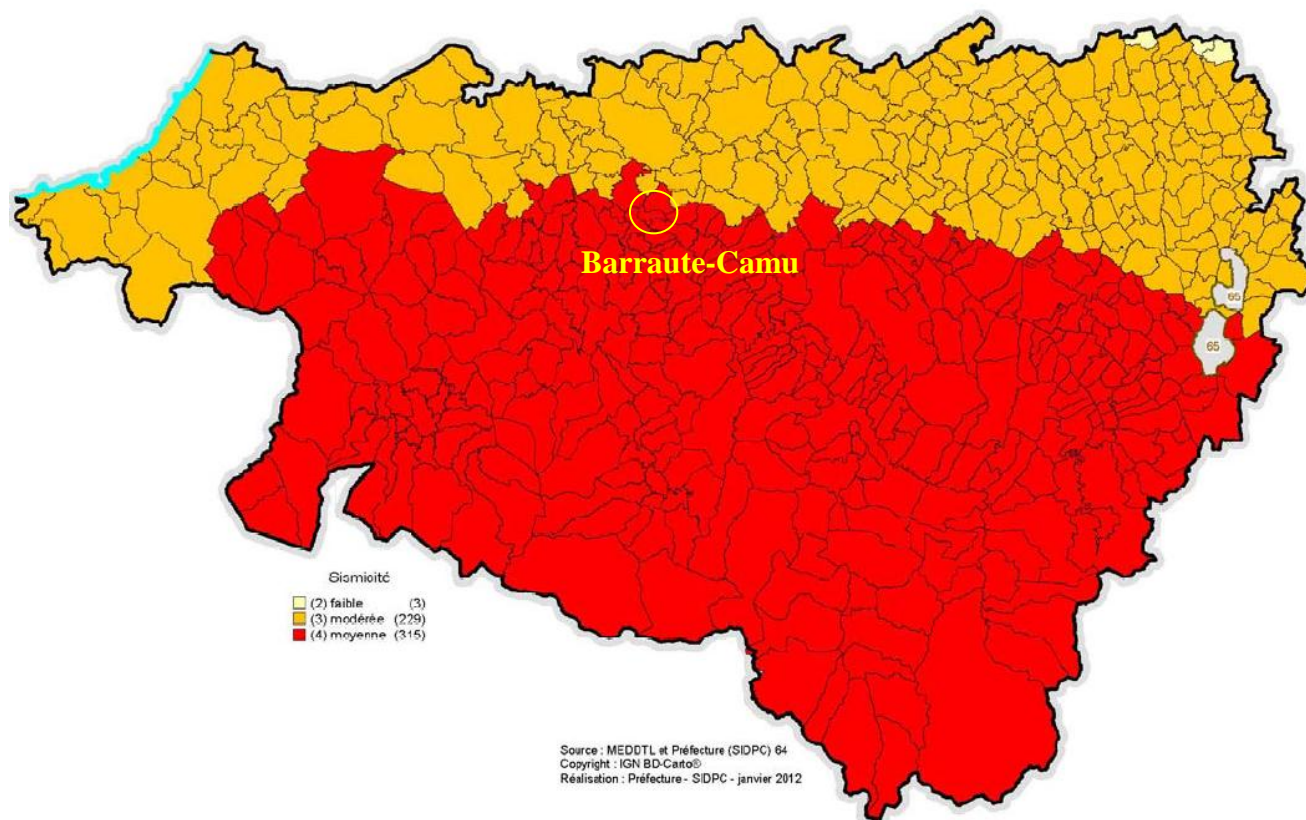 Barraute-Camu
65
65
Sismicité
(2) faible (3)
(3) modérée (229)
(4) moyenne (315)
Source : MEDDTL et Préfecture (SIDPC) 64
Copyright : IGN BD-Carto®
Réalisation : Préfecture - SIDPC - janvier 2012